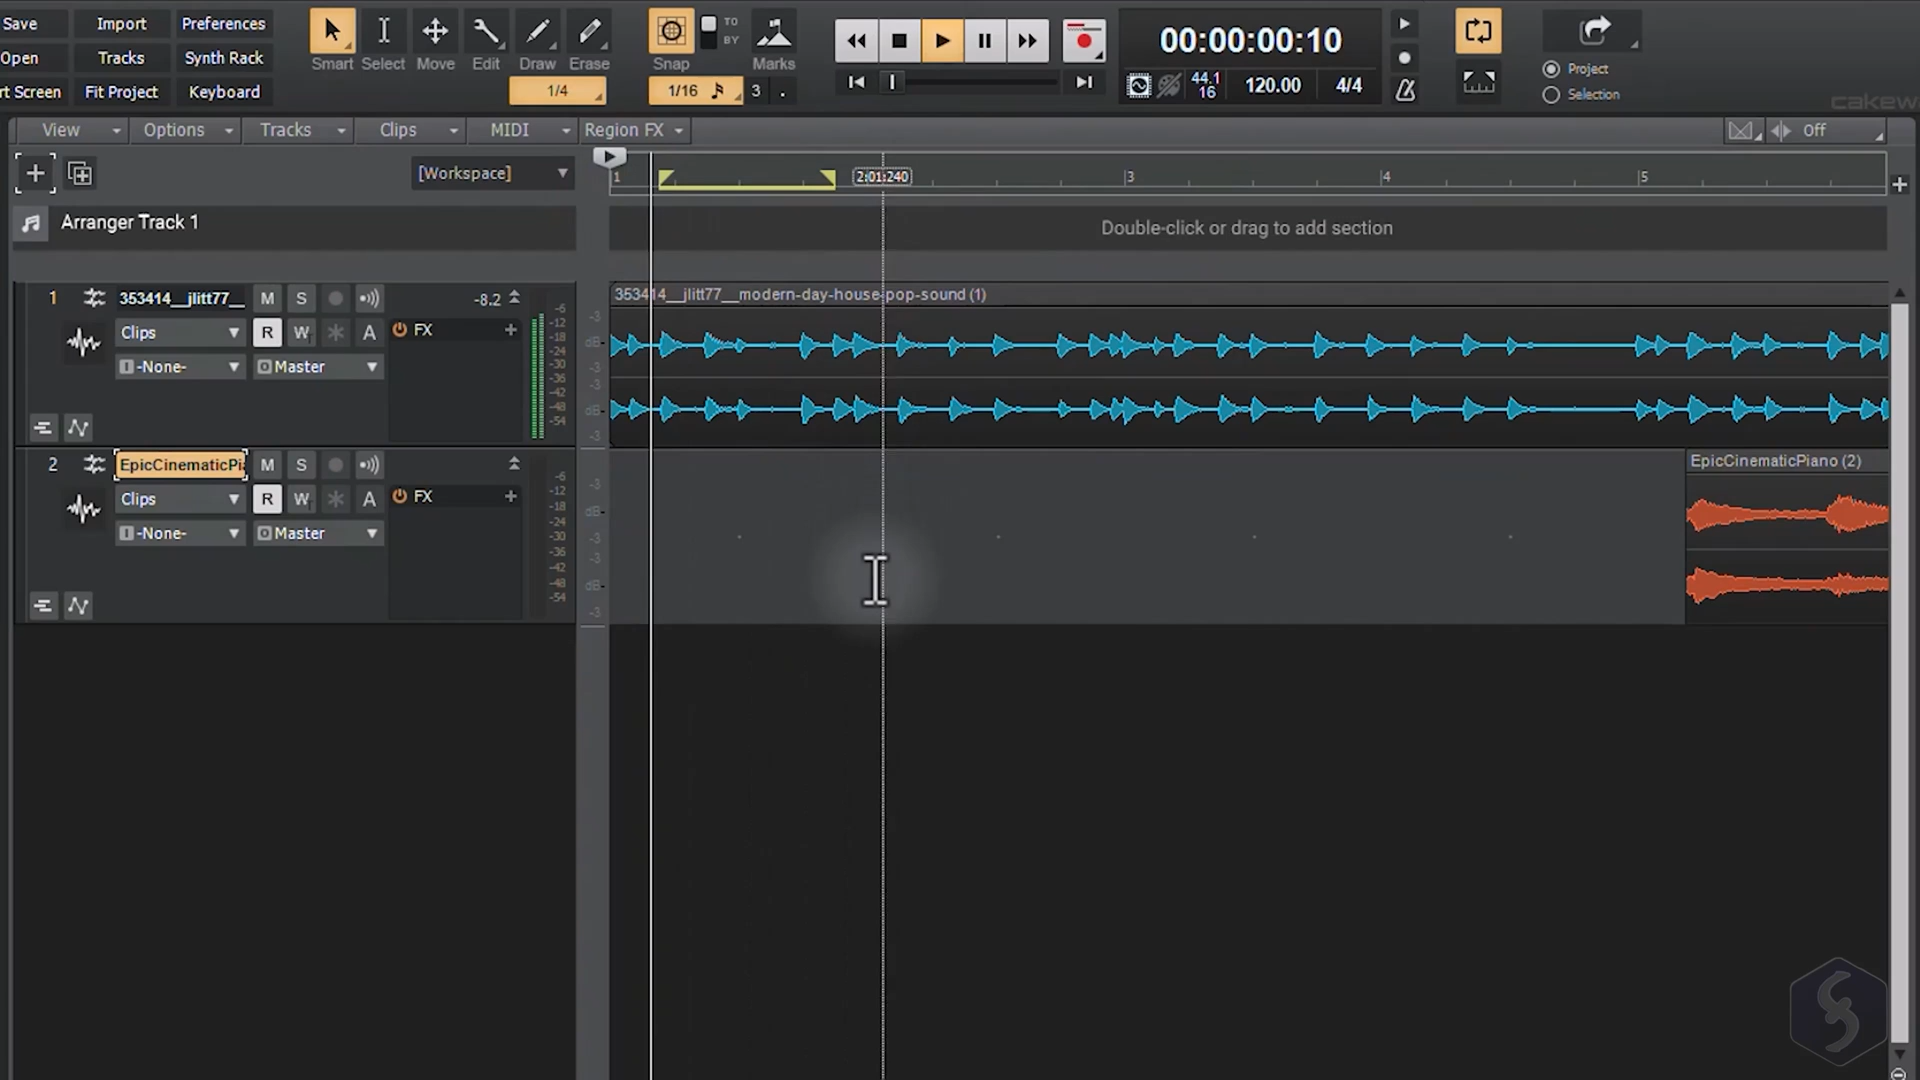 Save Import Preferences
Open Tracks Synth Rack
rt Screen Fit Project Keyboard
Smart Select Move Edit Draw Erase
1/4
Snap
TO
BY
Marks
1/16 3 .
00:00:00:10
44.1
16
120.00 4/4
Project
Selection
cakew
View Options Tracks Clips MIDI Region FX Off
[Workspace]
1 2:01:240 3 4 5
Arranger Track 1
Double-click or drag to add section
1 353414__jlitt77__ M S -8.2
Clips R W A FX
-None- Master
353414__jlitt77__modern-day-house-pop-sound (1)
-6
-12
-18
-24
-30
-36
-42
-48
-54
-3
dB-
-3
-3
dB-
-3
2 EpicCinematicPi M S
Clips R W A FX
-None- Master
EpicCinematicPiano (2)
-6
-12
-18
-24
-30
-36
-42
-48
-54
-3
dB-
-3
-3
dB-
-3